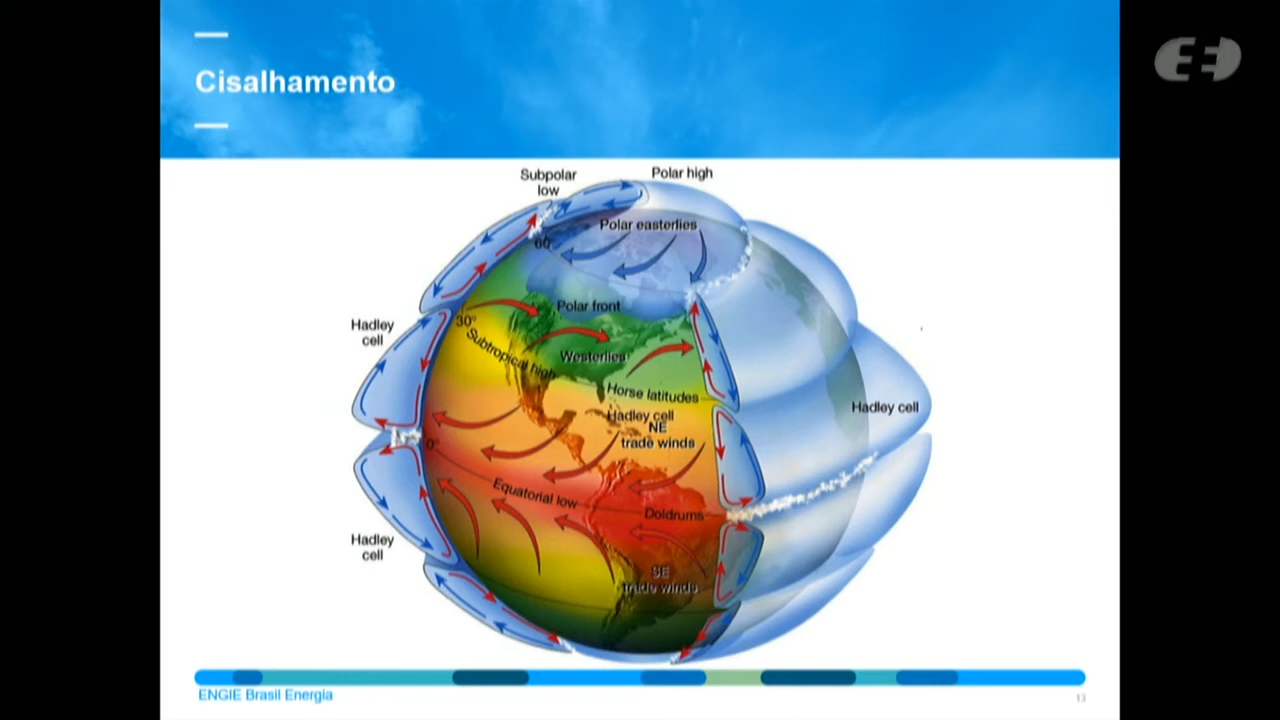 Cisalhamento
Subpolar
low
Polar high
Polar easterlies
60°
Polar front
30°
Hadley
cell
Subtropical high
Westerlies
Horse latitudes
Hadley cell
Hadley cell
NE
trade winds
0°
Equatorial low
Doldrums
Hadley
cell
SE
trade winds
ENGIE Brasil Energia
13